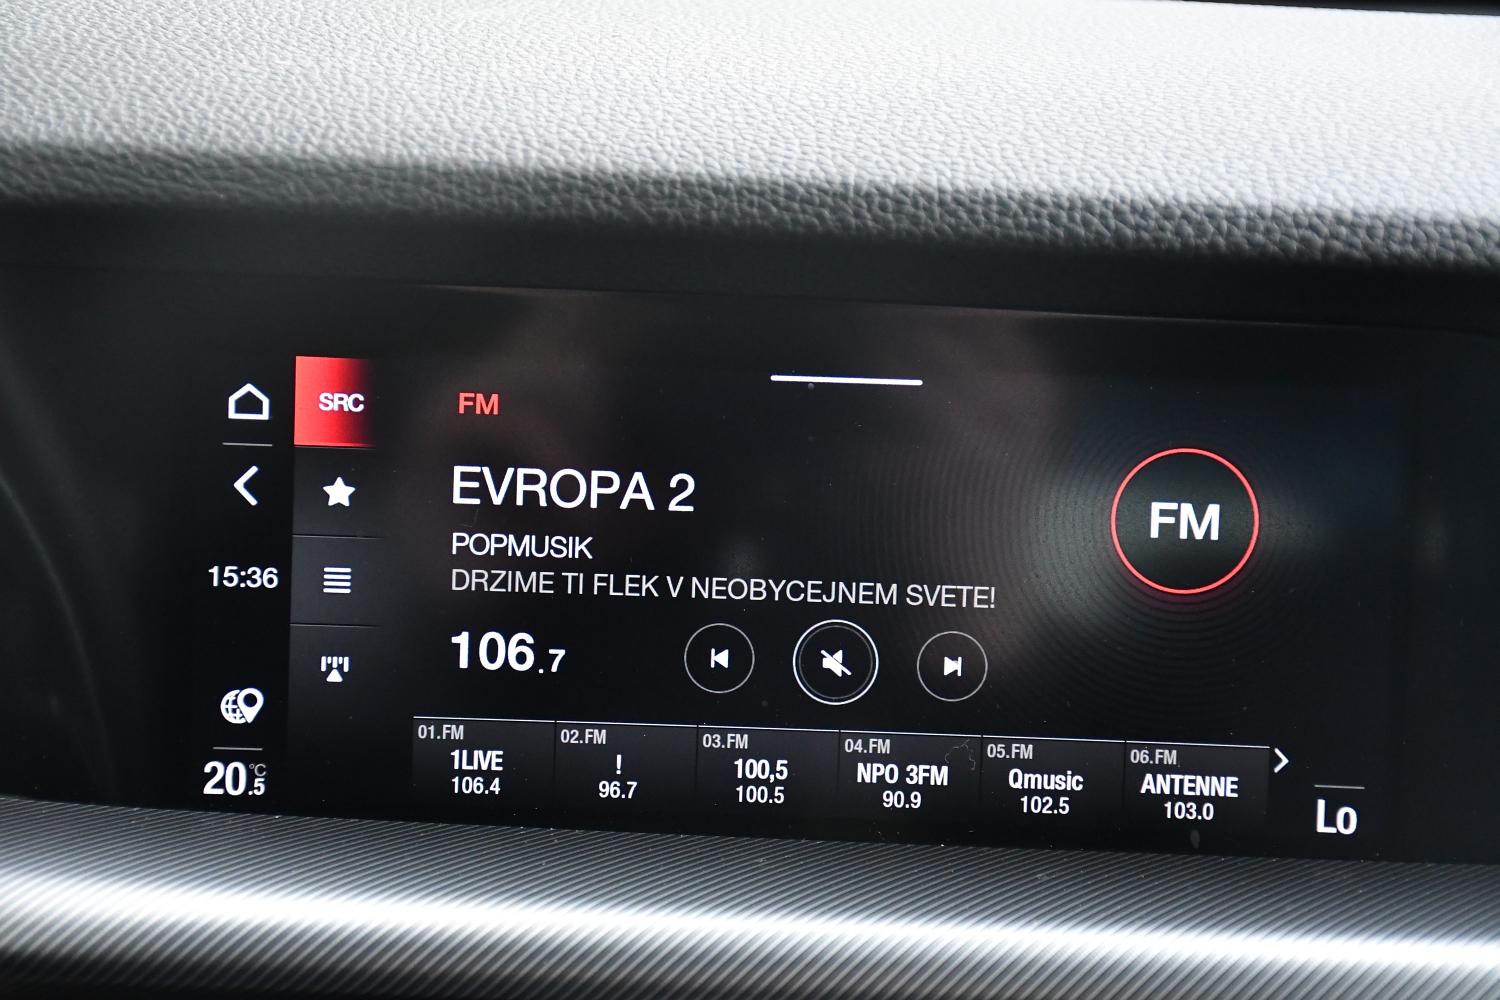 SRC
FM
EVROPA 2
POPMUSIK
DRZIME TI FLEK V NEOBYCEJNEM SVETE!
FM
15:36
106.7
01.FM
1LIVE
106.4
02.FM
!
96.7
03.FM
100,5
100.5
04.FM
NPO 3FM
90.9
05.FM
Qmusic
102.5
06.FM
ANTENNE
103.0
20.5 °C
Lo